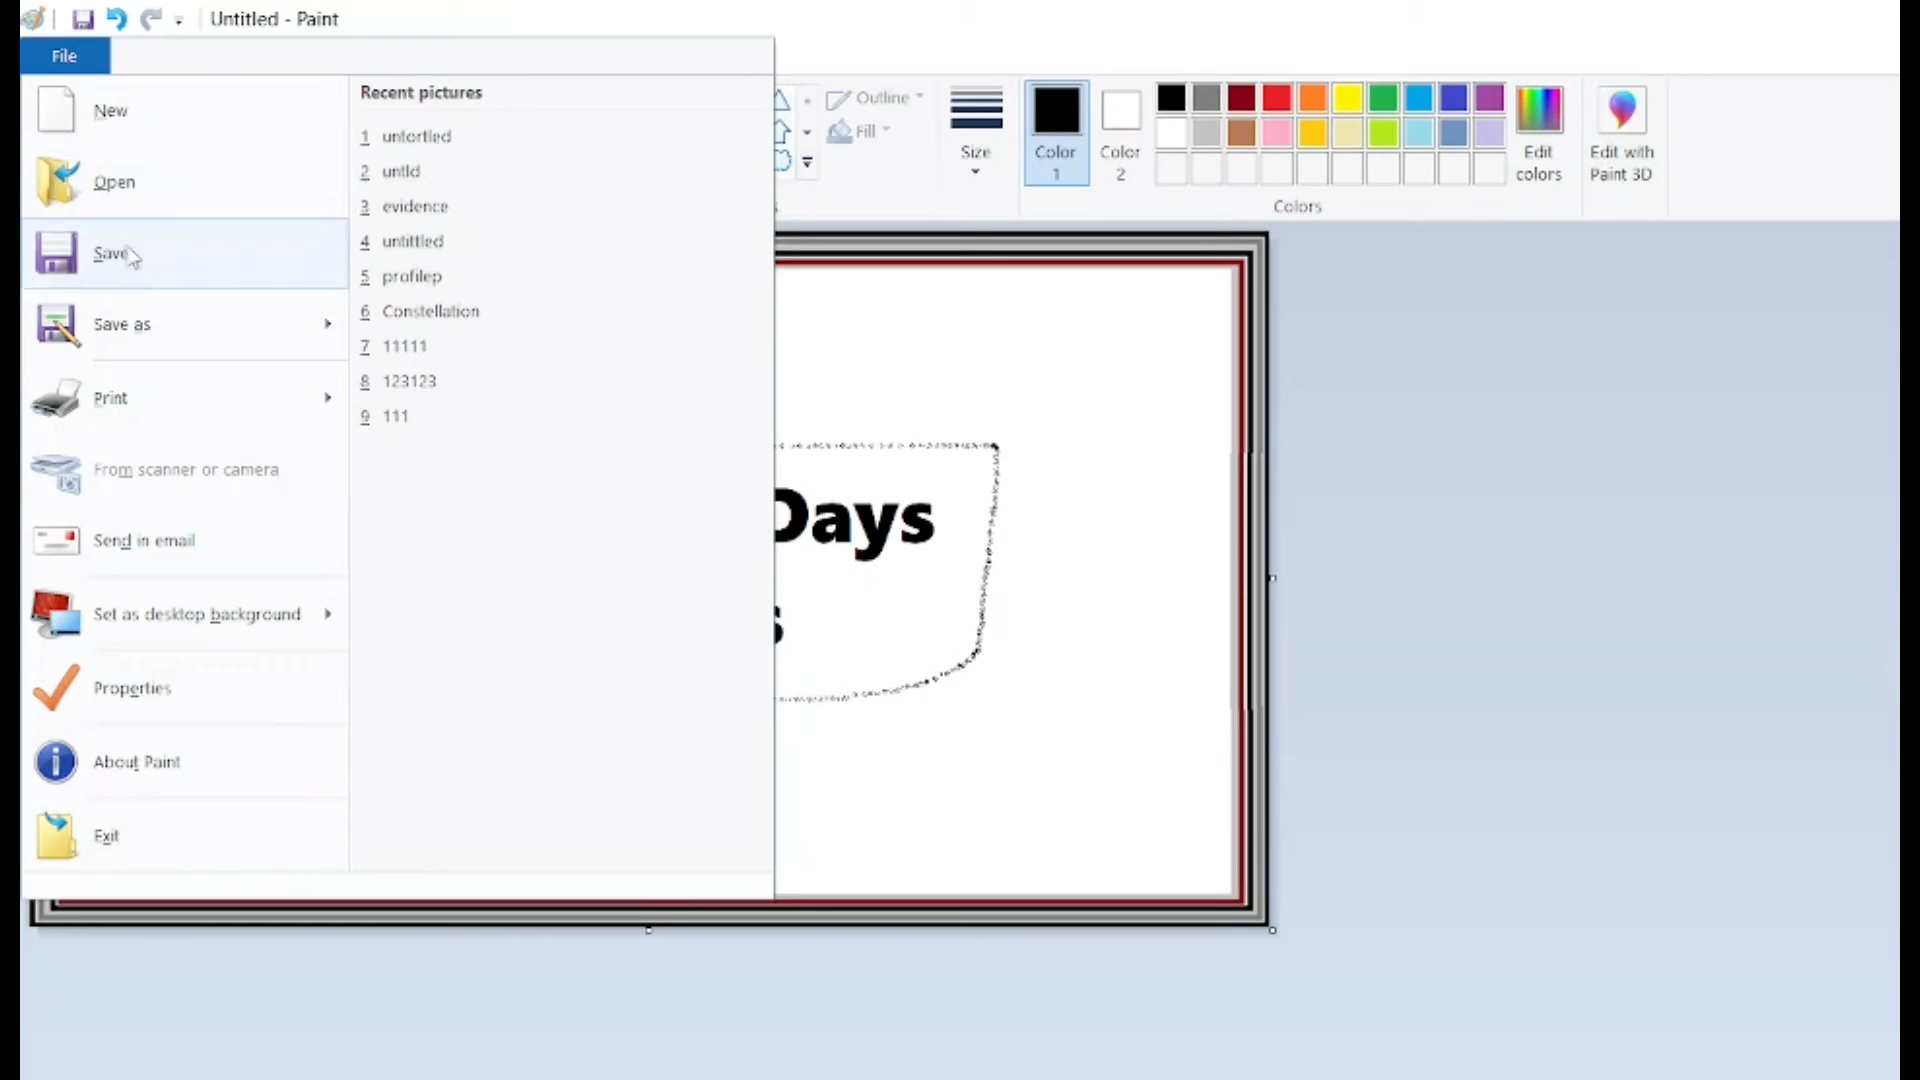 Untitled - Paint
File
New
Open
Save
Save as
Print
From scanner or camera
Send in email
Set as desktop background
Properties
About Paint
Exit
Recent pictures
1 untortled
2 untld
3 evidence
4 untittled
5 profilep
6 Constellation
7 11111
8 123123
9 111
Outline
Fill
Size
Color
1
Color
2
Edit
colors
Edit with
Paint 3D
Colors
Days
s